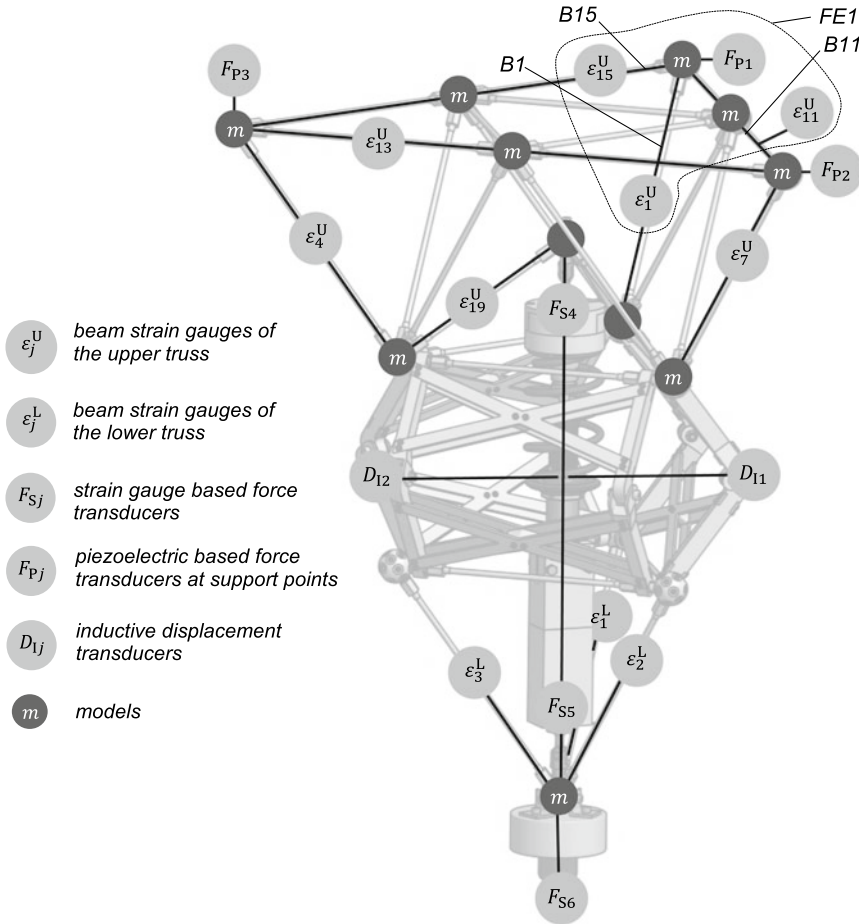 B15
FE1
B11
B1
F_P3
ε_15^U
F_P1
m
m
m
ε_11^U
m
ε_13^U
m
m
F_P2
ε_1^U
ε_4^U
ε_7^U
ε_19^U
F_S4
m
m
D_I2
D_I1
ε_1^L
ε_3^L
ε_2^L
F_S5
m
F_S6
ε_j^U beam strain gauges of
the upper truss
ε_j^L beam strain gauges of
the lower truss
F_Sj strain gauge based force
transducers
F_Pj piezoelectric based force
transducers at support points
D_Ij inductive displacement
transducers
m models